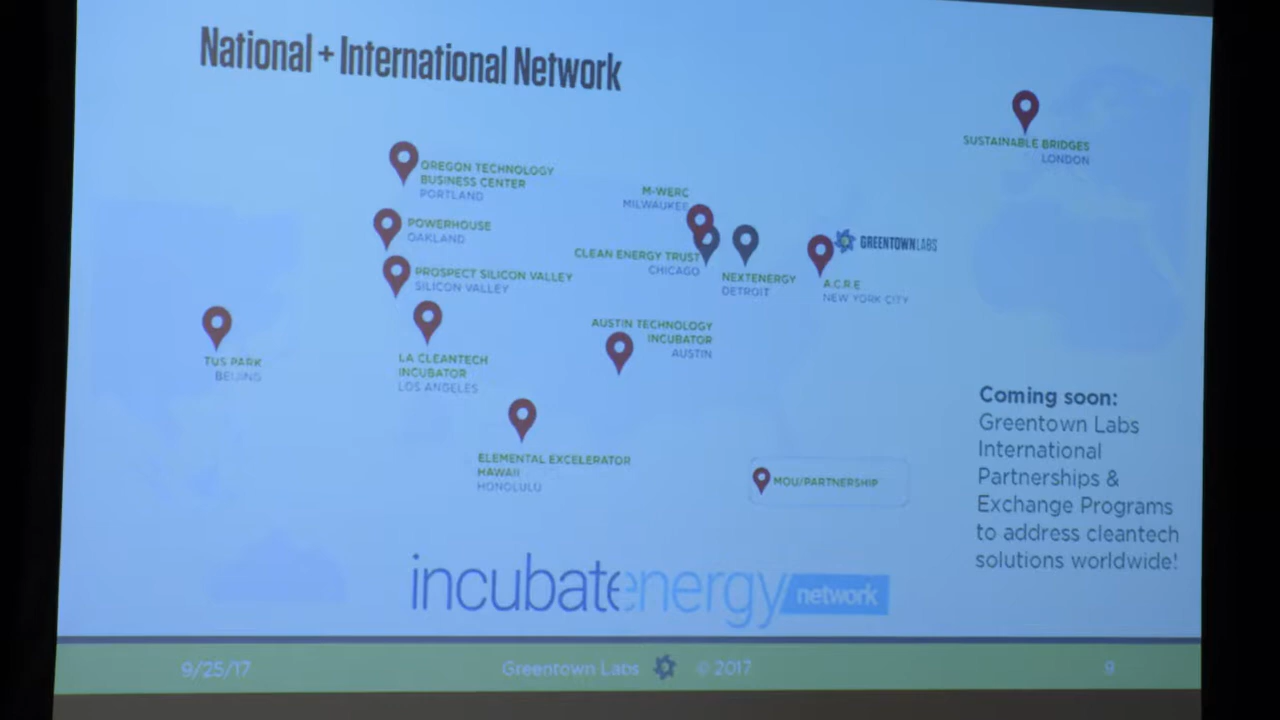 National + International Network
SUSTAINABLE BRIDGES
LONDON
OREGON TECHNOLOGY
BUSINESS CENTER
PORTLAND
M-WERC
MILWAUKEE
POWERHOUSE
OAKLAND
CLEAN ENERGY TRUST
CHICAGO
GREENTOWNLABS
NEXTENERGY
DETROIT
A.C.R.E
NEW YORK CITY
PROSPECT SILICON VALLEY
SILICON VALLEY
AUSTIN TECHNOLOGY
INCUBATOR
AUSTIN
TUS PARK
BEIJING
LA CLEANTECH
INCUBATOR
LOS ANGELES
ELEMENTAL EXCELERATOR
HAWAII
HONOLULU
MOU/PARTNERSHIP
Coming soon:
Greentown Labs
International
Partnerships &
Exchange Programs
to address cleantech
solutions worldwide!
incubatenergy network
9/25/17 Greentown Labs © 2017 9